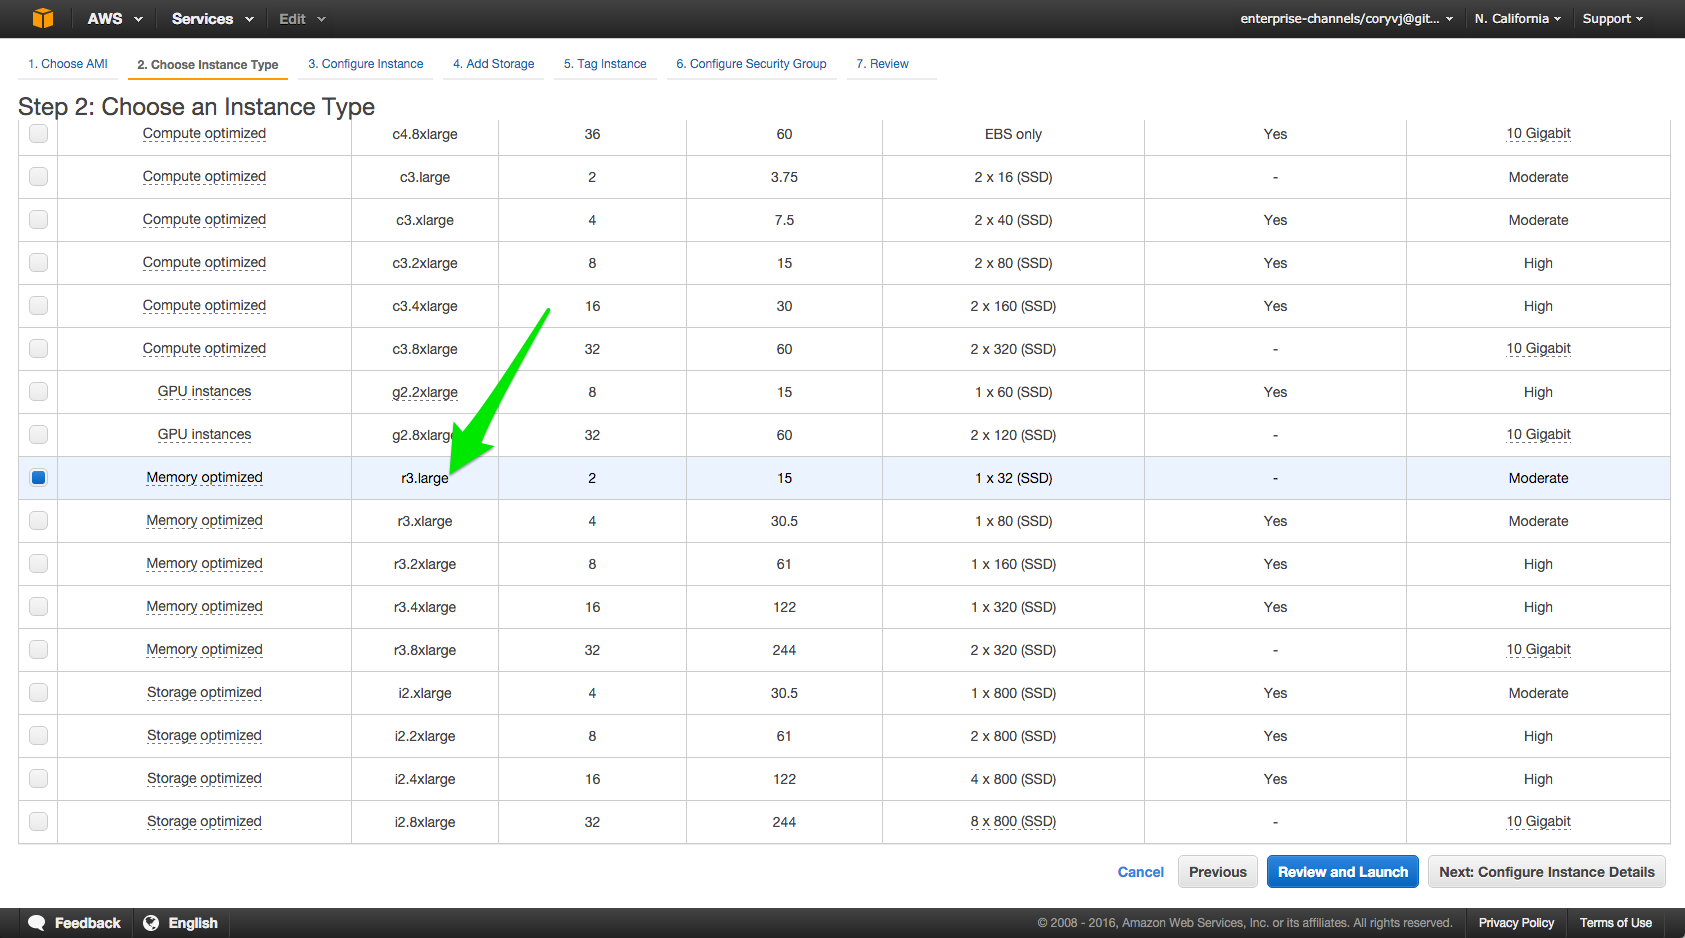 AWS Services Edit enterprise-channels/coryvj@git... N. California Support
1. Choose AMI 2. Choose Instance Type 3. Configure Instance 4. Add Storage 5. Tag Instance 6. Configure Security Group 7. Review
Step 2: Choose an Instance Type
Compute optimized c4.8xlarge 36 60 EBS only Yes 10 Gigabit
Compute optimized c3.large 2 3.75 2 x 16 (SSD) - Moderate
Compute optimized c3.xlarge 4 7.5 2 x 40 (SSD) Yes Moderate
Compute optimized c3.2xlarge 8 15 2 x 80 (SSD) Yes High
Compute optimized c3.4xlarge 16 30 2 x 160 (SSD) Yes High
Compute optimized c3.8xlarge 32 60 2 x 320 (SSD) - 10 Gigabit
GPU instances g2.2xlarge 8 15 1 x 60 (SSD) Yes High
GPU instances g2.8xlarge 32 60 2 x 120 (SSD) - 10 Gigabit
Memory optimized r3.large 2 15 1 x 32 (SSD) - Moderate
Memory optimized r3.xlarge 4 30.5 1 x 80 (SSD) Yes Moderate
Memory optimized r3.2xlarge 8 61 1 x 160 (SSD) Yes High
Memory optimized r3.4xlarge 16 122 1 x 320 (SSD) Yes High
Memory optimized r3.8xlarge 32 244 2 x 320 (SSD) - 10 Gigabit
Storage optimized i2.xlarge 4 30.5 1 x 800 (SSD) Yes Moderate
Storage optimized i2.2xlarge 8 61 2 x 800 (SSD) Yes High
Storage optimized i2.4xlarge 16 122 4 x 800 (SSD) Yes High
Storage optimized i2.8xlarge 32 244 8 x 800 (SSD) - 10 Gigabit
Cancel Previous Review and Launch Next: Configure Instance Details
Feedback English © 2008 - 2016, Amazon Web Services, Inc. or its affiliates. All rights reserved. Privacy Policy Terms of Use